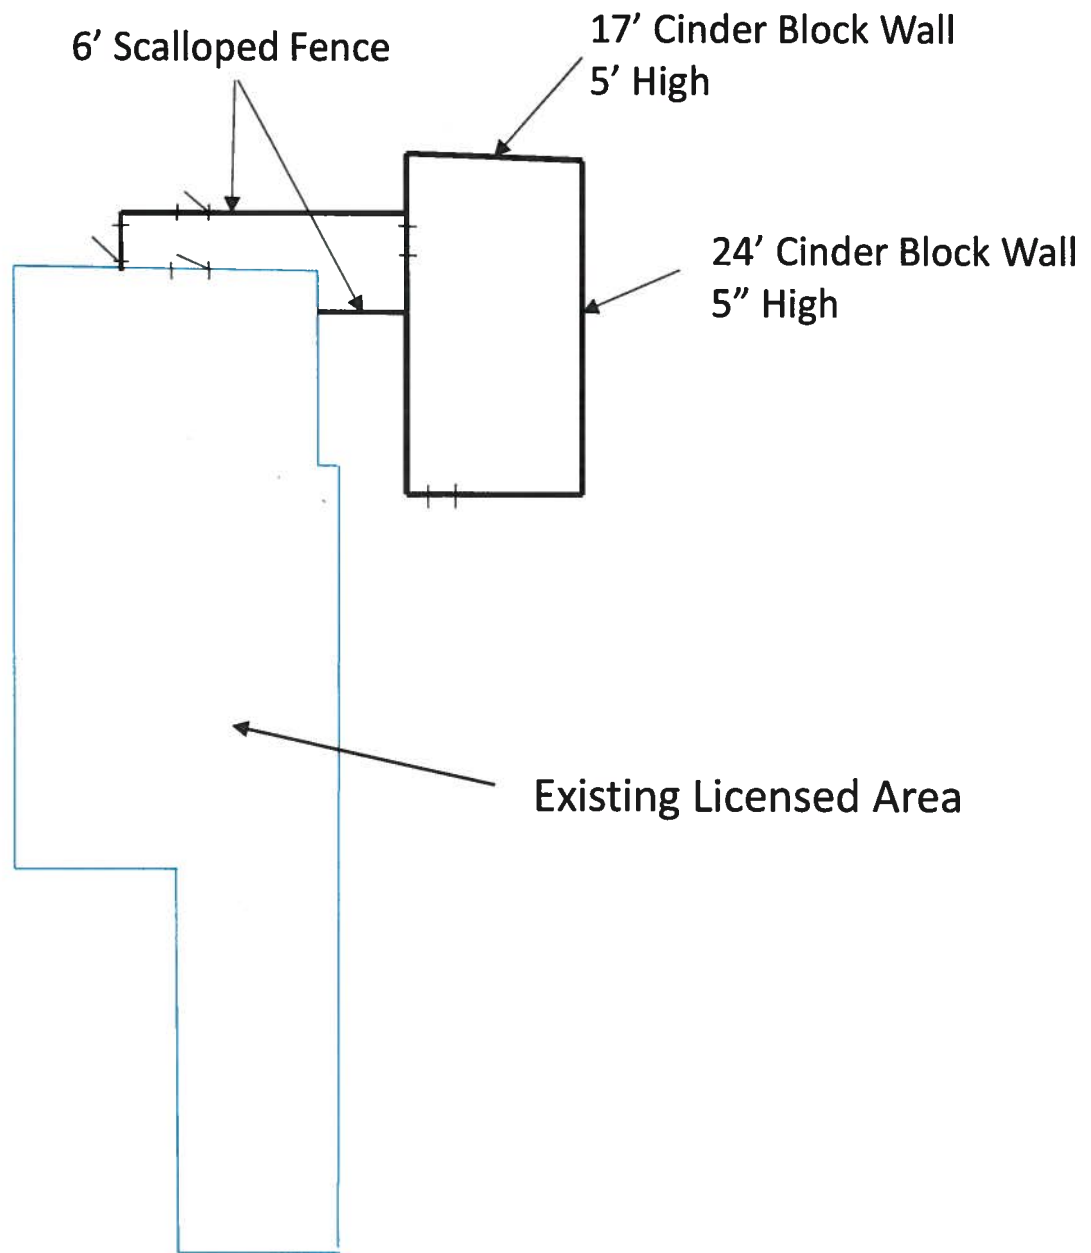 6’ Scalloped Fence
17’ Cinder Block Wall
5’ High
24’ Cinder Block Wall
5” High
Existing Licensed Area